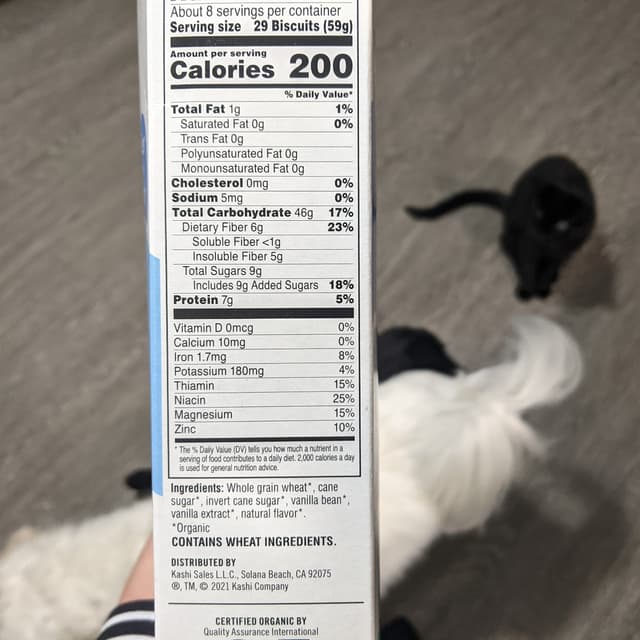 About 8 servings per container
Serving size 29 Biscuits (59g)
Amount per serving
Calories 200
% Daily Value*
Total Fat 1g 1%
Saturated Fat 0g 0%
Trans Fat 0g
Polyunsaturated Fat 0g
Monounsaturated Fat 0g
Cholesterol 0mg 0%
Sodium 5mg 0%
Total Carbohydrate 46g 17%
Dietary Fiber 6g 23%
Soluble Fiber <1g
Insoluble Fiber 5g
Total Sugars 9g
Includes 9g Added Sugars 18%
Protein 7g 5%
Vitamin D 0mcg 0%
Calcium 10mg 0%
Iron 1.7mg 8%
Potassium 180mg 4%
Thiamin 15%
Niacin 25%
Magnesium 15%
Zinc 10%
* The % Daily Value (DV) tells you how much a nutrient in a
serving of food contributes to a daily diet. 2,000 calories a day
is used for general nutrition advice.
Ingredients: Whole grain wheat*, cane
sugar*, invert cane sugar*, vanilla bean*,
vanilla extract*, natural flavor*.
*Organic
CONTAINS WHEAT INGREDIENTS.
DISTRIBUTED BY
Kashi Sales L.L.C., Solana Beach, CA 92075
®, TM, © 2021 Kashi Company
CERTIFIED ORGANIC BY
Quality Assurance International